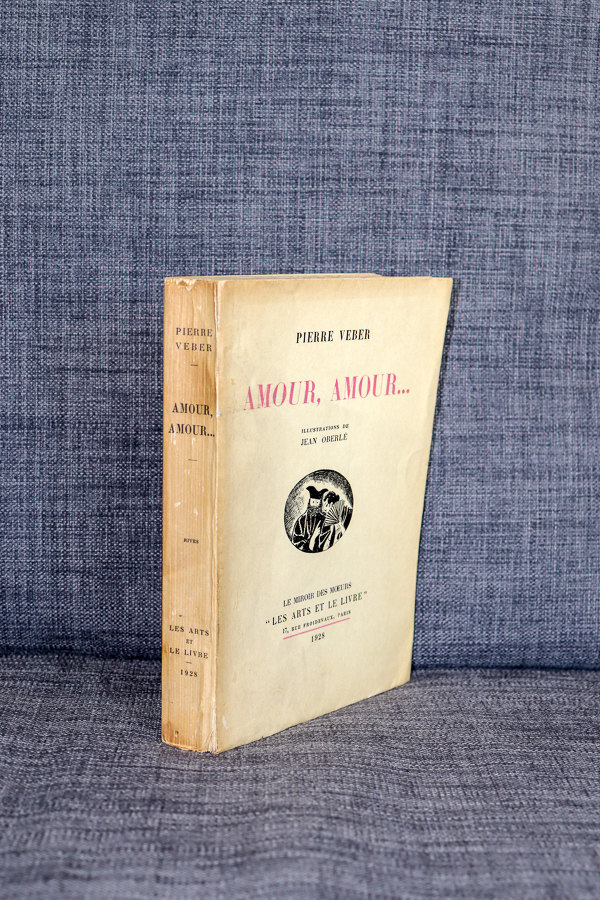 PIERRE
VEBER
AMOUR,
AMOUR...
RIVES
LES ARTS
ET
LE LIVRE
1928
PIERRE VEBER
AMOUR, AMOUR...
ILLUSTRATIONS DE
JEAN OBERLÉ
LE MIROIR DES MŒURS
"LES ARTS ET LE LIVRE"
17, RUE FROIDEVAUX, PARIS
1928